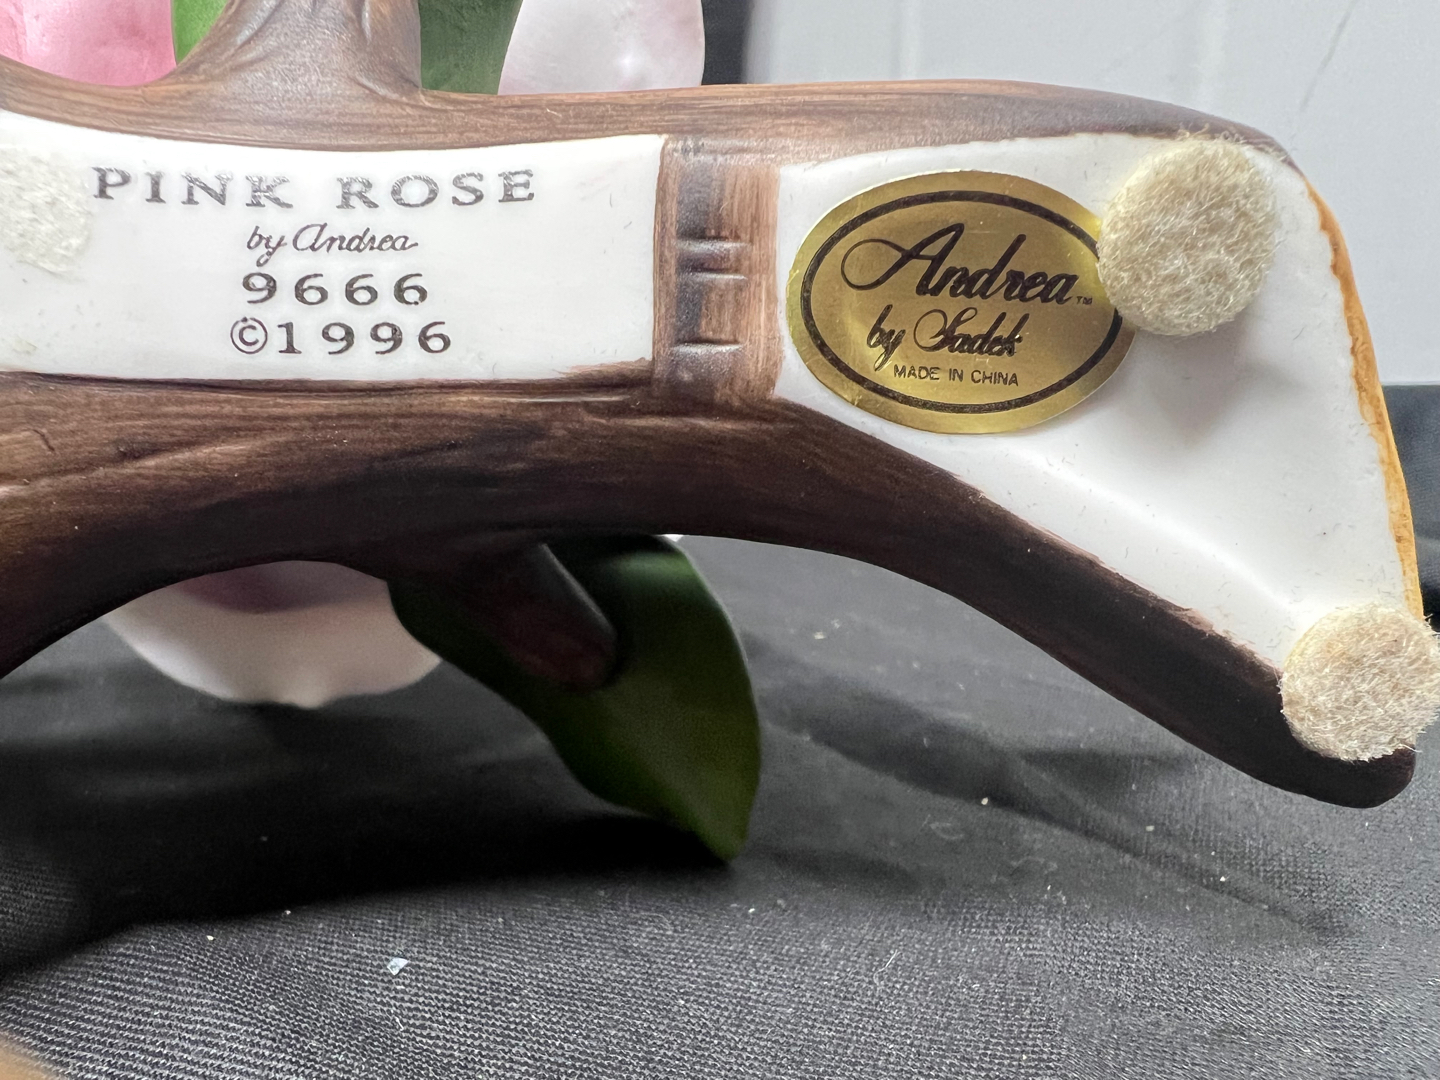 PINK ROSE
by Andrea
9666
©1996
Andrea™
by Sadek
MADE IN CHINA